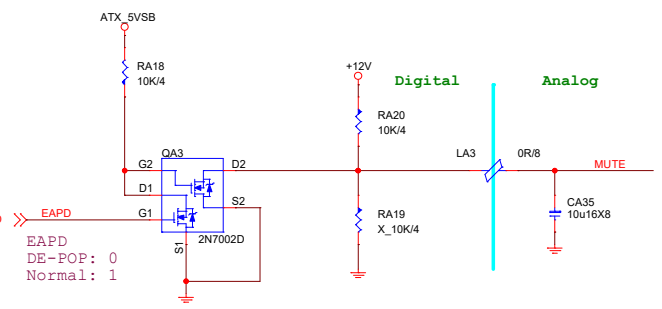 ATX_5VSB
RA18
10K/4
+12V
Digital
Analog
RA20
10K/4
QA3
G2
D2
LA3
0R/8
MUTE
D1
S2
CA35
10u16X8
RA19
X_10K/4
EAPD
G1
2N7002D
S1
EAPD
DE-POP: 0
Normal: 1